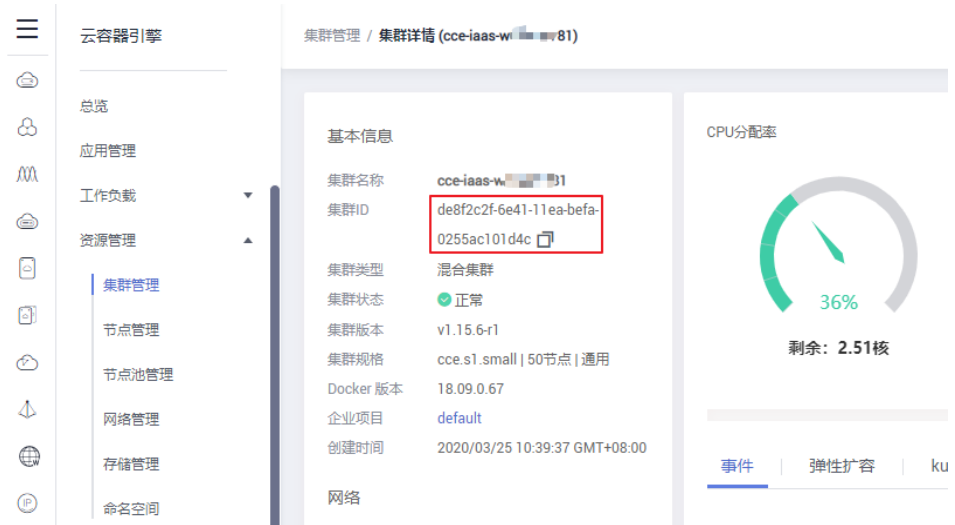 云容器引擎
集群管理 / 集群详情 (cce-iaas-w 81)
总览
应用管理
工作负载
资源管理
集群管理
节点管理
节点池管理
网络管理
存储管理
命名空间
基本信息
集群名称 cce-iaas-w 31
集群ID de8f2c2f-6e41-11ea-befa-
0255ac101d4c
集群类型 混合集群
集群状态 正常
集群版本 v1.15.6-r1
集群规格 cce.s1.small | 50节点 | 通用
Docker 版本 18.09.0.67
企业项目 default
创建时间 2020/03/25 10:39:37 GMT+08:00
网络
CPU分配率
36%
剩余：2.51核
事件 弹性扩容 ku
IP